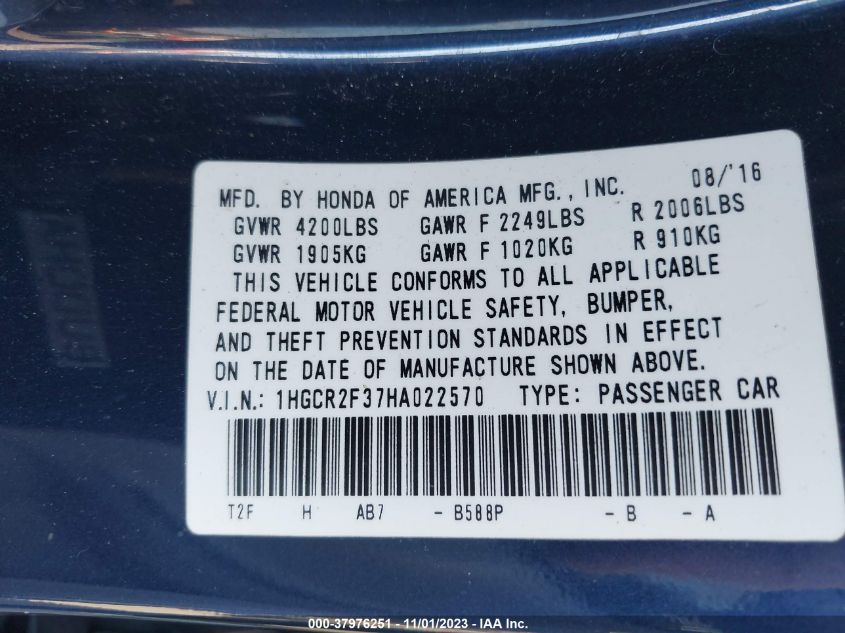 MFD. BY HONDA OF AMERICA MFG., INC. 08/'16
GVWR 4200LBS GAWR F 2249LBS R 2006LBS
GVWR 1905KG GAWR F 1020KG R 910KG
THIS VEHICLE CONFORMS TO ALL APPLICABLE
FEDERAL MOTOR VEHICLE SAFETY, BUMPER,
AND THEFT PREVENTION STANDARDS IN EFFECT
ON THE DATE OF MANUFACTURE SHOWN ABOVE.
V.I.N.: 1HGCR2F37HA022570 TYPE: PASSENGER CAR
T2F H AB7 - B588P - B - A
000-37976251 - 11/01/2023 - IAA Inc.